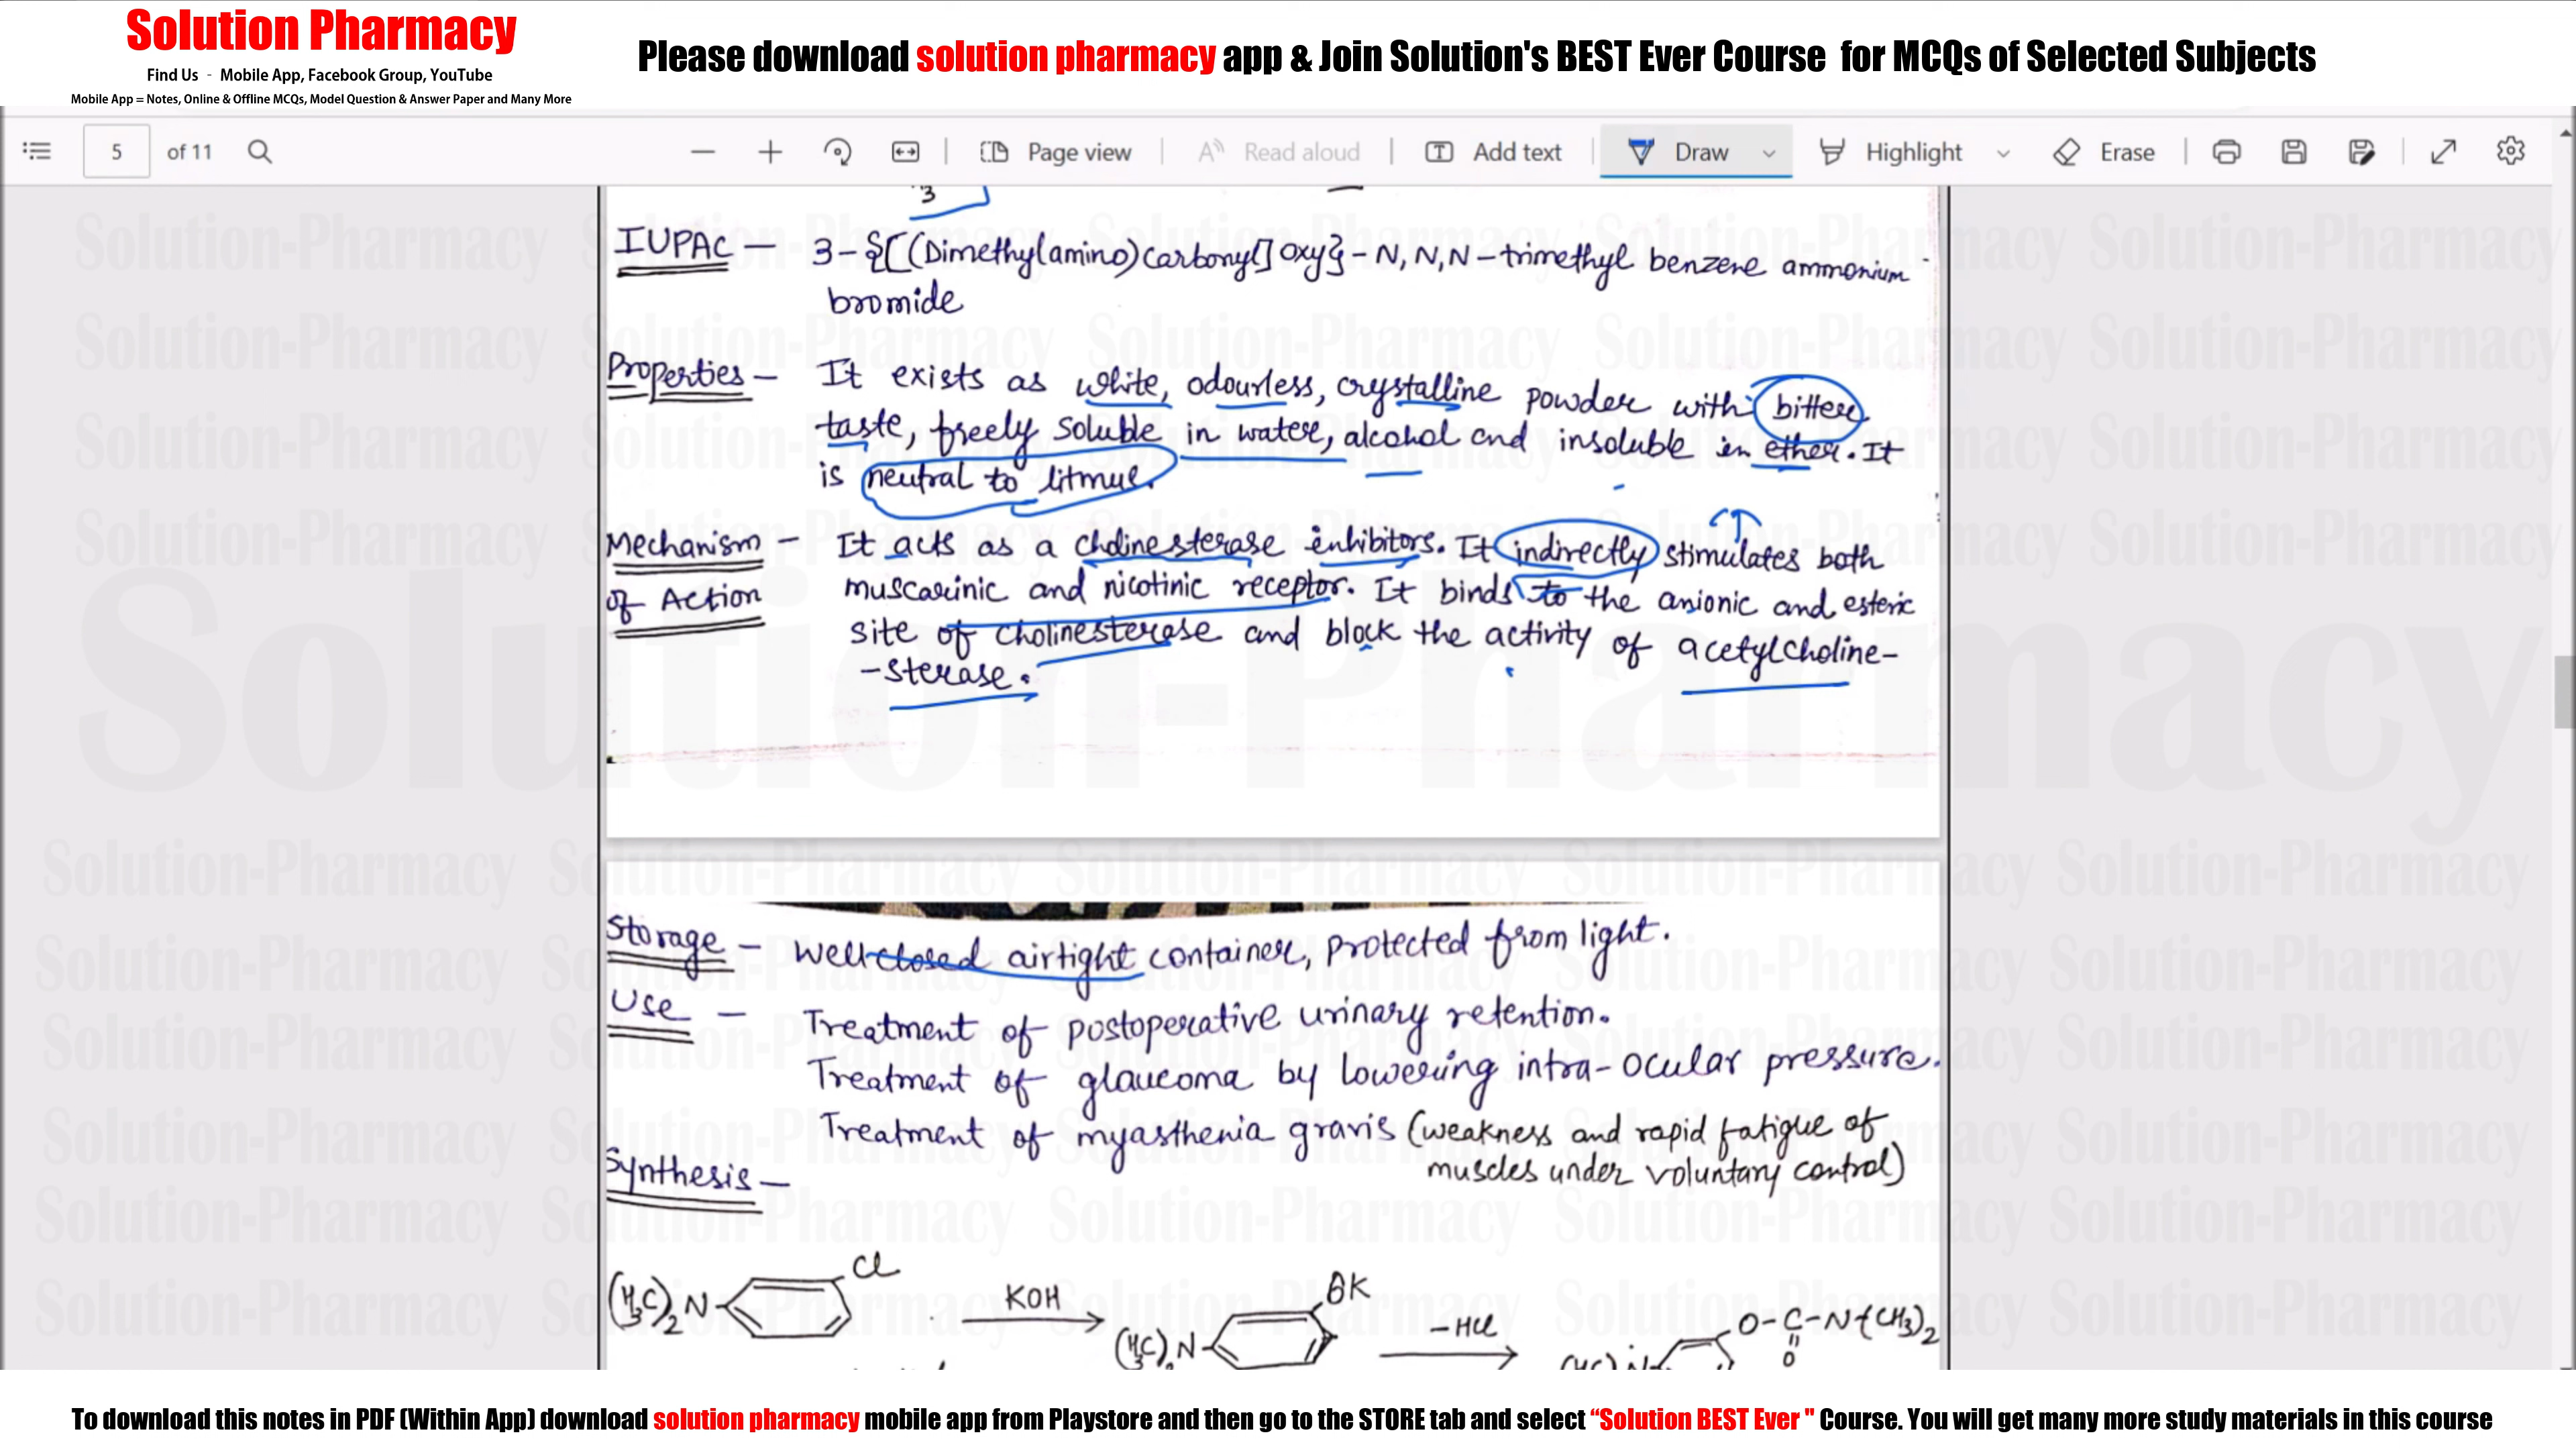 Solution Pharmacy
Find Us - Mobile App, Facebook Group, YouTube
Mobile App = Notes, Online & Offline MCQs, Model Question & Answer Paper and Many More
Please download solution pharmacy app & Join Solution's BEST Ever Course for MCQs of Selected Subjects
5 of 11 Page view Read aloud Add text Draw Highlight Erase
3
IUPAC - 3-{[(Dimethylamino)carbonyl]oxy}-N,N,N-trimethyl benzene ammonium
bromide
Properties - It exists as white, odourless, crystalline powder with bitter
taste, freely soluble in water, alcohol and insoluble in ether. It
is neutral to litmus.
Mechanism - It acts as a cholinesterase inhibitors. It indirectly stimulates both
of Action muscarinic and nicotinic receptor. It binds to the anionic and esteric
site of cholinesterase and block the activity of acetylcholine-
-sterase.
Storage - Well closed airtight container, protected from light.
Use - Treatment of postoperative urinary retention.
Treatment of glaucoma by lowering intra-ocular pressure.
Treatment of myasthenia gravis (weakness and rapid fatigue of
muscles under voluntary control)
Synthesis -
(H3C)2N Cl KOH (H3C)2N OK -HCl O-C-N-(CH3)2
O
To download this notes in PDF (Within App) download solution pharmacy mobile app from Playstore and then go to the STORE tab and select “Solution BEST Ever " Course. You will get many more study materials in this course
Solution-Pharmacy